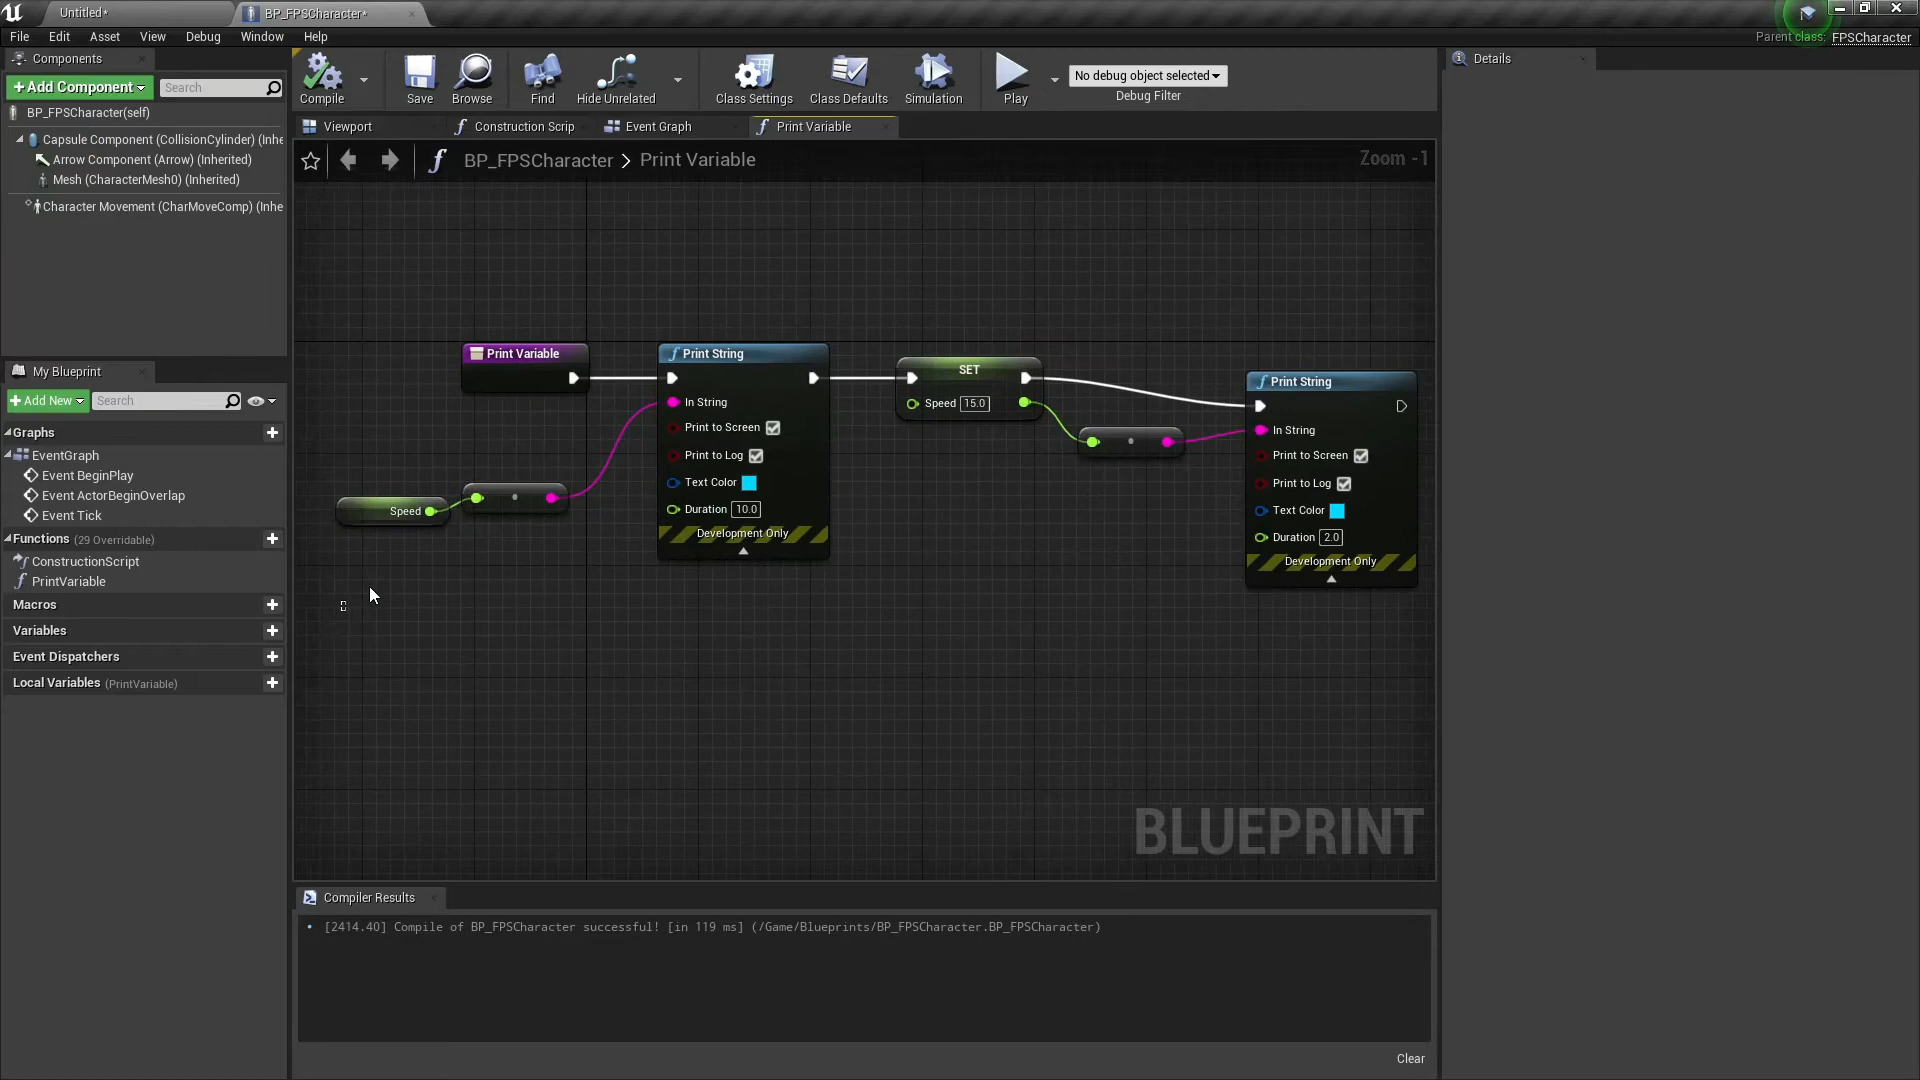 Untitled*
BP_FPSCharacter*
File Edit Asset View Debug Window Help
Parent class: FPSCharacter
Components
+Add Component
Search
BP_FPSCharacter(self)
Capsule Component (CollisionCylinder) (Inhe
Arrow Component (Arrow) (Inherited)
Mesh (CharacterMesh0) (Inherited)
Character Movement (CharMoveComp) (Inhe
My Blueprint
+Add New
Search
Graphs
EventGraph
Event BeginPlay
Event ActorBeginOverlap
Event Tick
Functions (29 Overridable)
ConstructionScript
PrintVariable
Macros
Variables
Event Dispatchers
Local Variables (PrintVariable)
Compile
Save
Browse
Find
Hide Unrelated
Class Settings
Class Defaults
Simulation
Play
No debug object selected
Debug Filter
Viewport
Construction Scrip
Event Graph
Print Variable
BP_FPSCharacter > Print Variable
Zoom -1
Print Variable
Speed
Print String
In String
Print to Screen
Print to Log
Text Color
Duration 10.0
Development Only
SET
Speed 15.0
Print String
In String
Print to Screen
Print to Log
Text Color
Duration 2.0
Development Only
BLUEPRINT
Compiler Results
[2414.40] Compile of BP_FPSCharacter successful! [in 119 ms] (/Game/Blueprints/BP_FPSCharacter.BP_FPSCharacter)
Clear
Details